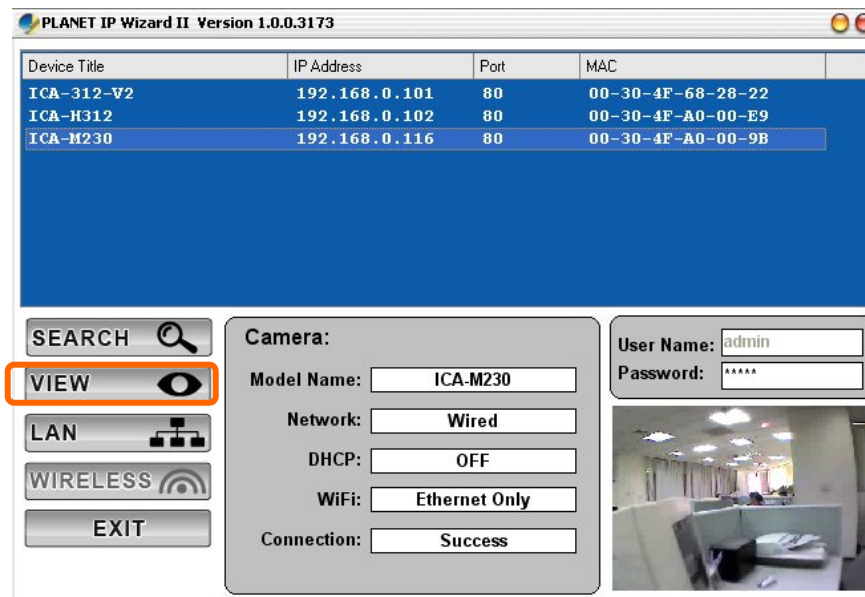 PLANET IP Wizard II Version 1.0.0.3173
Device Title IP Address Port MAC
ICA-312-V2 192.168.0.101 80 00-30-4F-68-28-22
ICA-H312 192.168.0.102 80 00-30-4F-A0-00-E9
ICA-M230 192.168.0.116 80 00-30-4F-A0-00-9B
SEARCH
VIEW
LAN
WIRELESS
EXIT
Camera:
Model Name: ICA-M230
Network: Wired
DHCP: OFF
WiFi: Ethernet Only
Connection: Success
User Name: admin
Password: *****